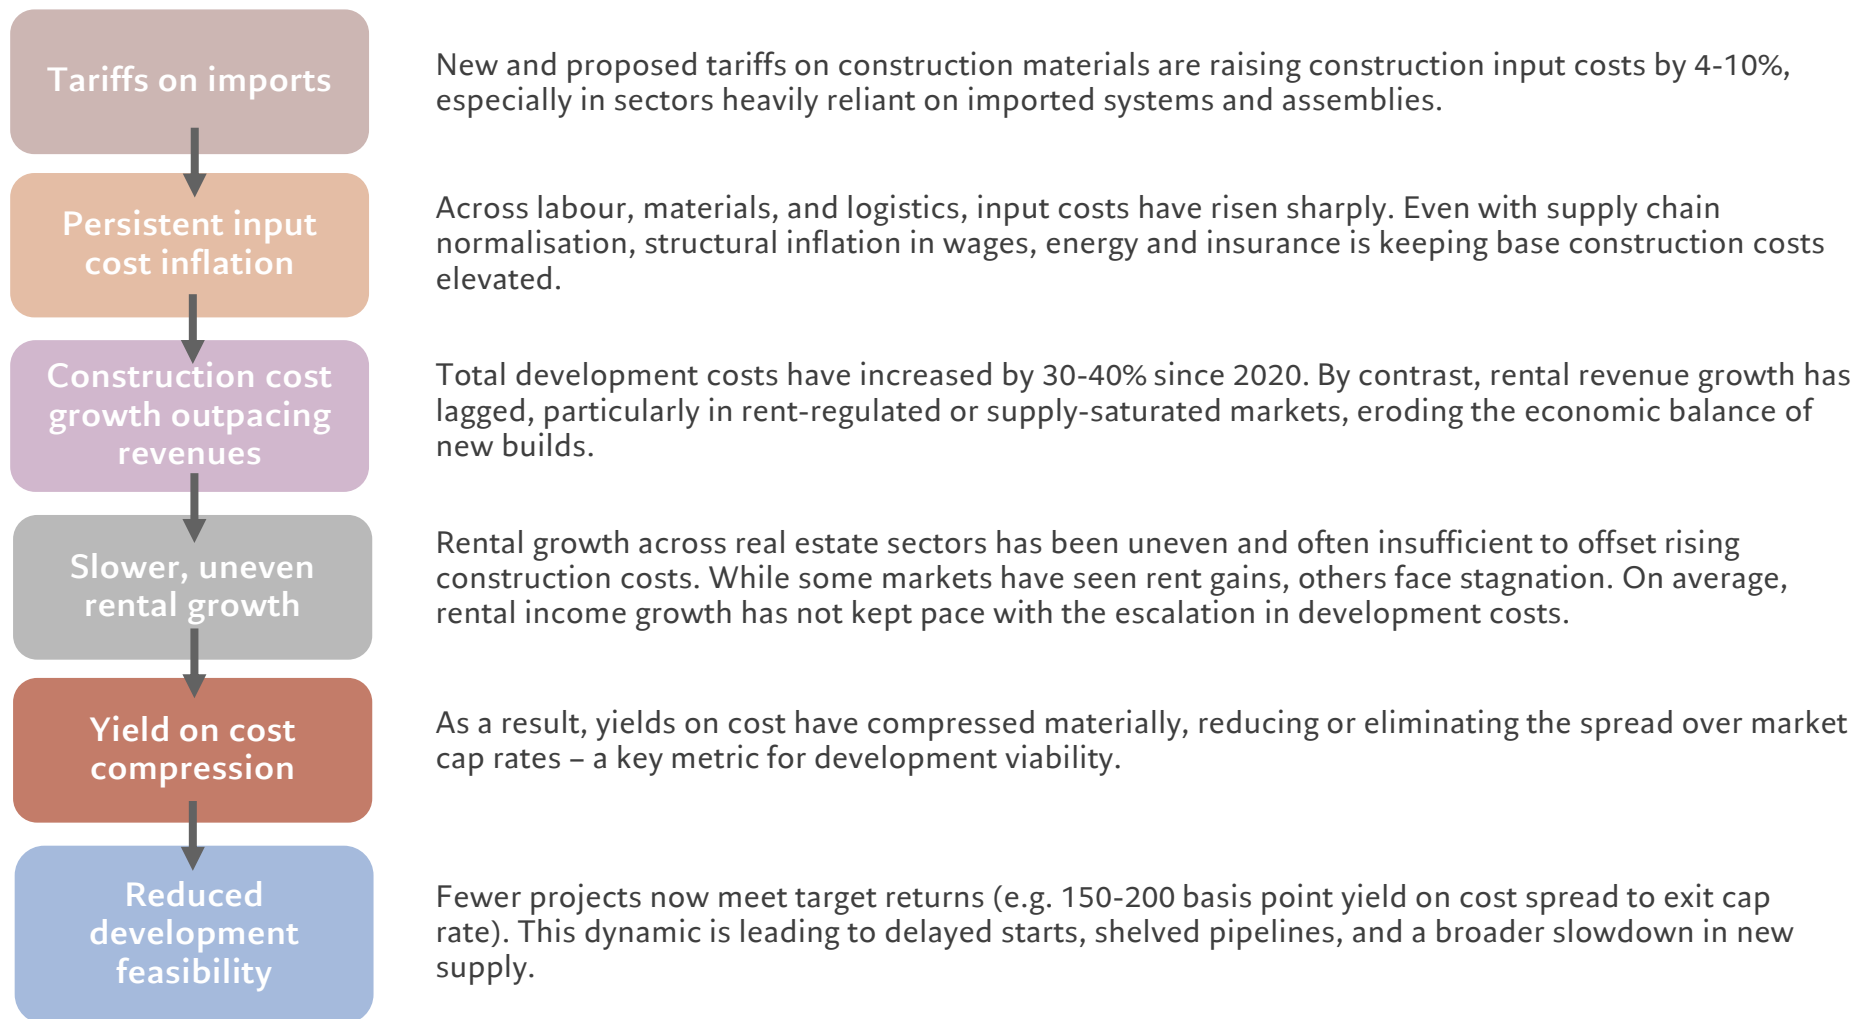 Tariffs on imports
New and proposed tariffs on construction materials are raising construction input costs by 4-10%,
especially in sectors heavily reliant on imported systems and assemblies.
Persistent input
cost inflation
Across labour, materials, and logistics, input costs have risen sharply. Even with supply chain
normalisation, structural inflation in wages, energy and insurance is keeping base construction costs
elevated.
Construction cost
growth outpacing
revenues
Total development costs have increased by 30-40% since 2020. By contrast, rental revenue growth has
lagged, particularly in rent-regulated or supply-saturated markets, eroding the economic balance of
new builds.
Slower, uneven
rental growth
Rental growth across real estate sectors has been uneven and often insufficient to offset rising
construction costs. While some markets have seen rent gains, others face stagnation. On average,
rental income growth has not kept pace with the escalation in development costs.
Yield on cost
compression
As a result, yields on cost have compressed materially, reducing or eliminating the spread over market
cap rates – a key metric for development viability.
Reduced
development
feasibility
Fewer projects now meet target returns (e.g. 150-200 basis point yield on cost spread to exit cap
rate). This dynamic is leading to delayed starts, shelved pipelines, and a broader slowdown in new
supply.